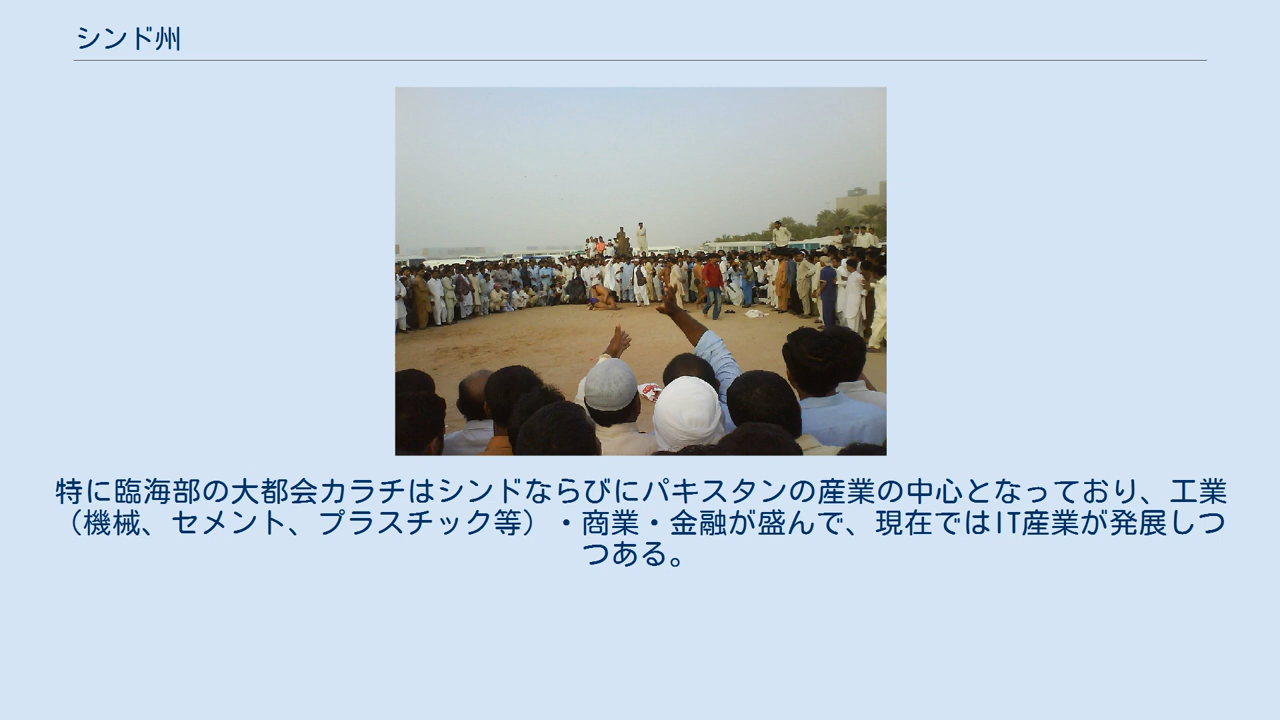 シンド州
特に臨海部の大都会カラチはシンドならびにパキスタンの産業の中心となっており、工業
（機械、セメント、プラスチック等）・商業・金融が盛んで、現在ではIT産業が発展しつ
つある。